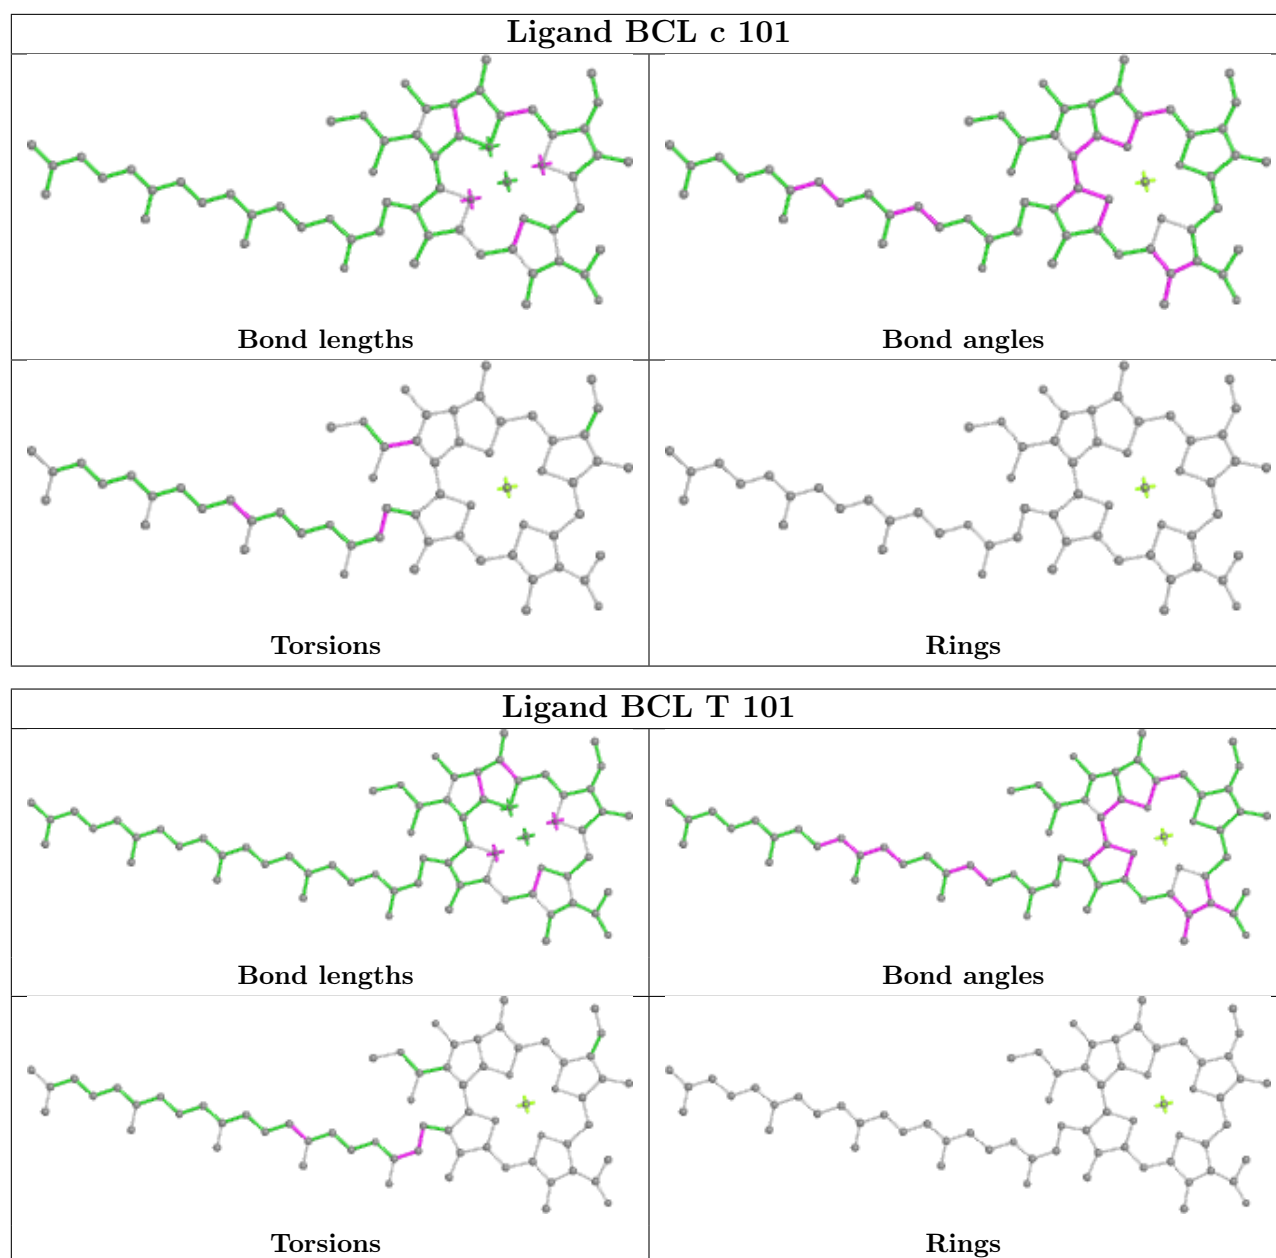 Ligand BCL c 101
Bond lengths
Bond angles
Torsions
Rings
Ligand BCL T 101
Bond lengths
Bond angles
Torsions
Rings